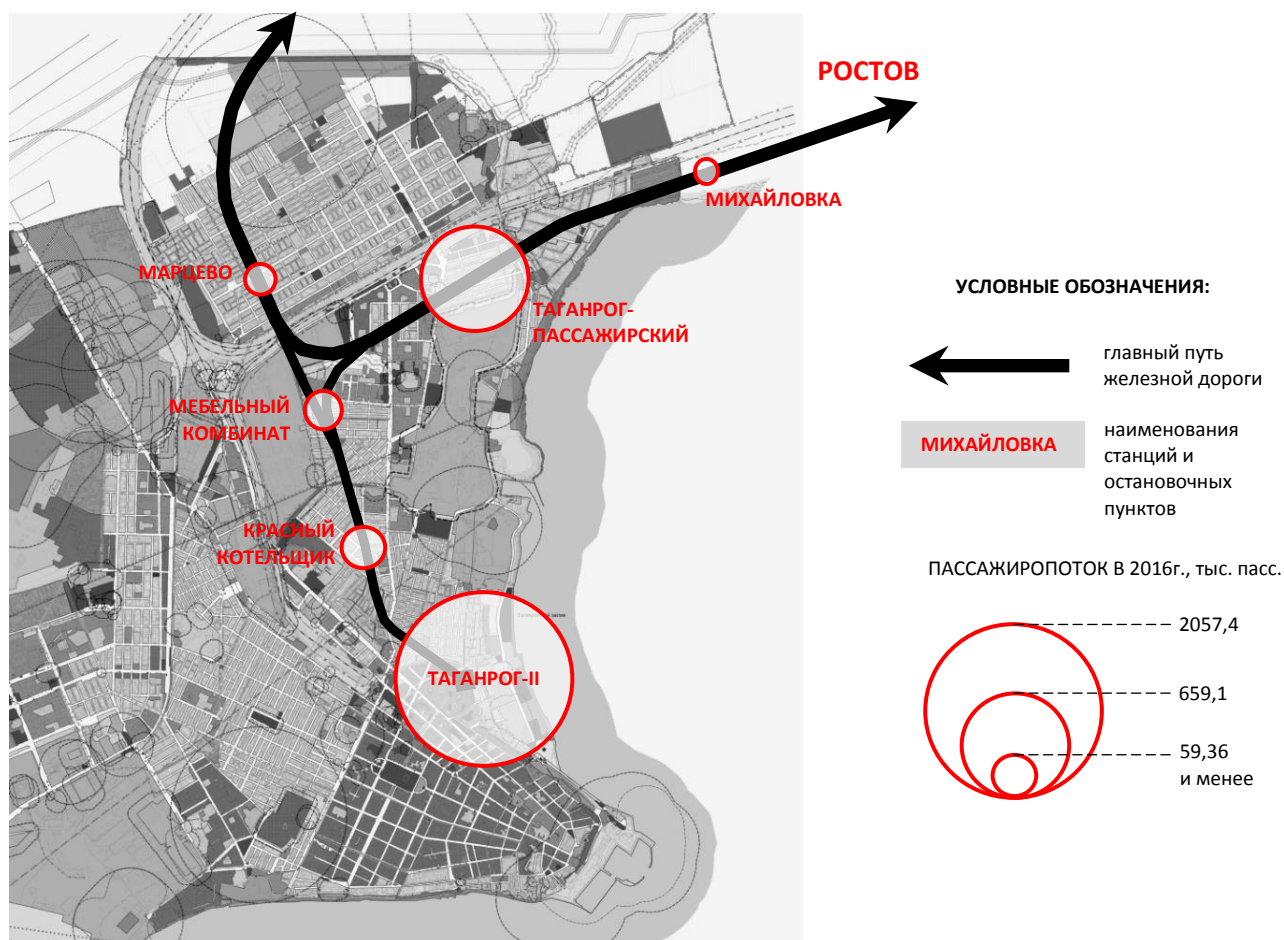 РОСТОВ
МИХАЙЛОВКА
МАРЦЕВО
ТАГАНРОГ-
ПАССАЖИРСКИЙ
МЕБЕЛЬНЫЙ
КОМБИНАТ
КРАСНЫЙ
КОТЕЛЬЩИК
ТАГАНРОГ-II
УСЛОВНЫЕ ОБОЗНАЧЕНИЯ:
главный путь
железной дороги
МИХАЙЛОВКА
наименования
станций и
остановочных
пунктов
ПАССАЖИРОПОТОК В 2016г., тыс. пасс.
2057,4
659,1
59,36
и менее